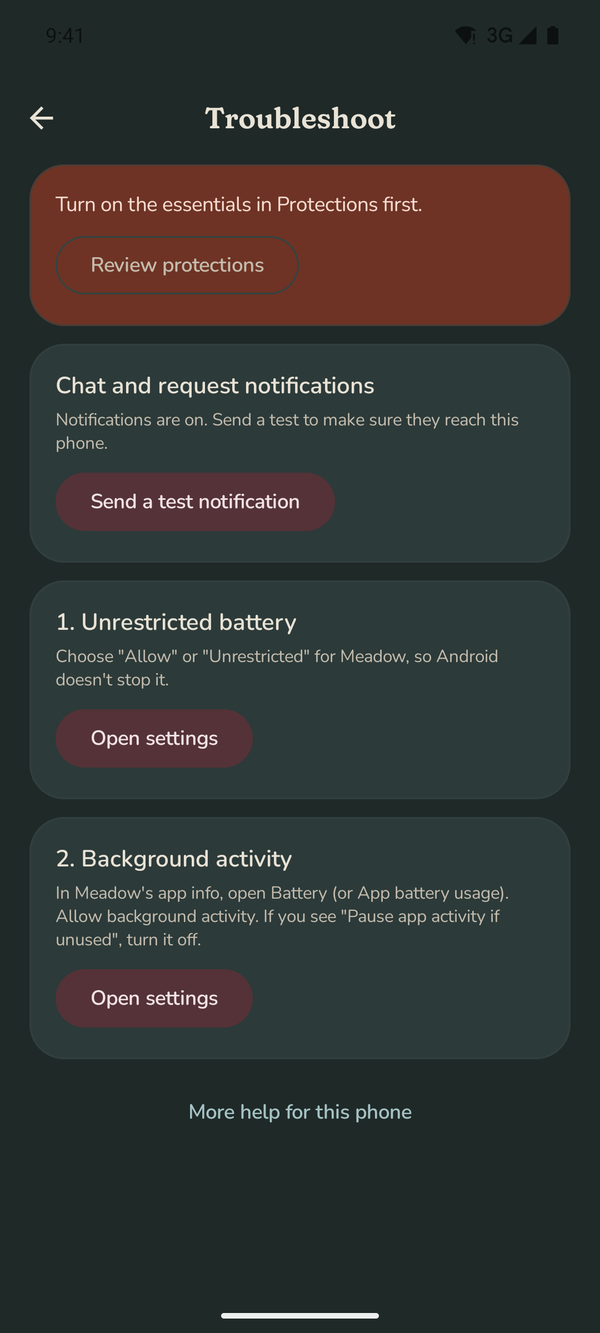 9:41
3G
Troubleshoot
Turn on the essentials in Protections first.
Review protections
Chat and request notifications
Notifications are on. Send a test to make sure they reach this
phone.
Send a test notification
1. Unrestricted battery
Choose "Allow" or "Unrestricted" for Meadow, so Android
doesn't stop it.
Open settings
2. Background activity
In Meadow's app info, open Battery (or App battery usage).
Allow background activity. If you see "Pause app activity if
unused", turn it off.
Open settings
More help for this phone